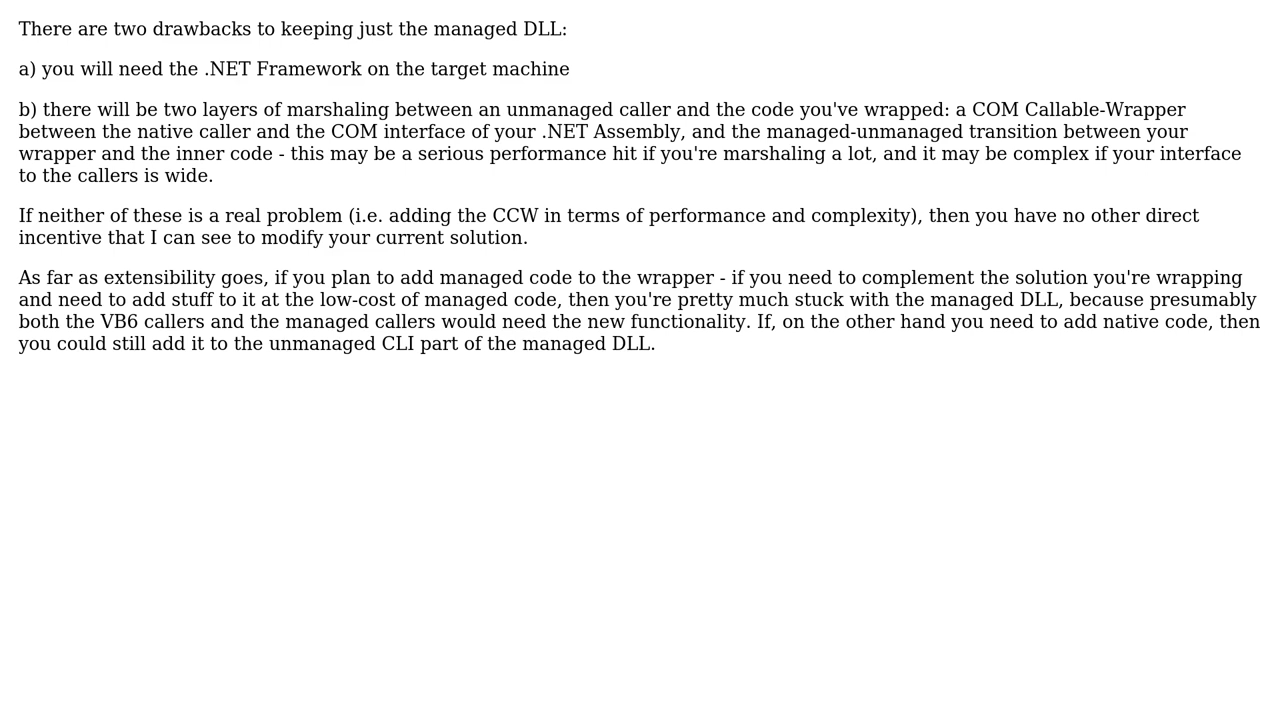 There are two drawbacks to keeping just the managed DLL:
a) you will need the .NET Framework on the target machine
b) there will be two layers of marshaling between an unmanaged caller and the code you've wrapped: a COM Callable-Wrapper
between the native caller and the COM interface of your .NET Assembly, and the managed-unmanaged transition between your
wrapper and the inner code - this may be a serious performance hit if you're marshaling a lot, and it may be complex if your interface
to the callers is wide.
If neither of these is a real problem (i.e. adding the CCW in terms of performance and complexity), then you have no other direct
incentive that I can see to modify your current solution.
As far as extensibility goes, if you plan to add managed code to the wrapper - if you need to complement the solution you're wrapping
and need to add stuff to it at the low-cost of managed code, then you're pretty much stuck with the managed DLL, because presumably
both the VB6 callers and the managed callers would need the new functionality. If, on the other hand you need to add native code, then
you could still add it to the unmanaged CLI part of the managed DLL.